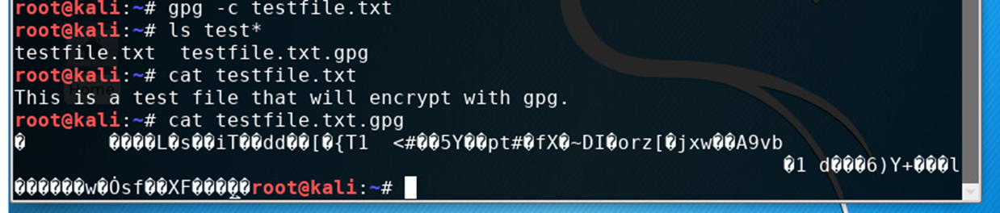 root@kali:~# gpg -c testfile.txt
root@kali:~# ls test*
testfile.txt  testfile.txt.gpg
root@kali:~# cat testfile.txt
This is a test file that will encrypt with gpg.
root@kali:~# cat testfile.txt.gpg
�       ����L�s��iT��dd��[�{T1  <#��5Y��pt#�fX�~DI�orz[�jxw��A9vb
�1 d���6)Y+���l
������w�Ȯsf��XF�����root@kali:~#